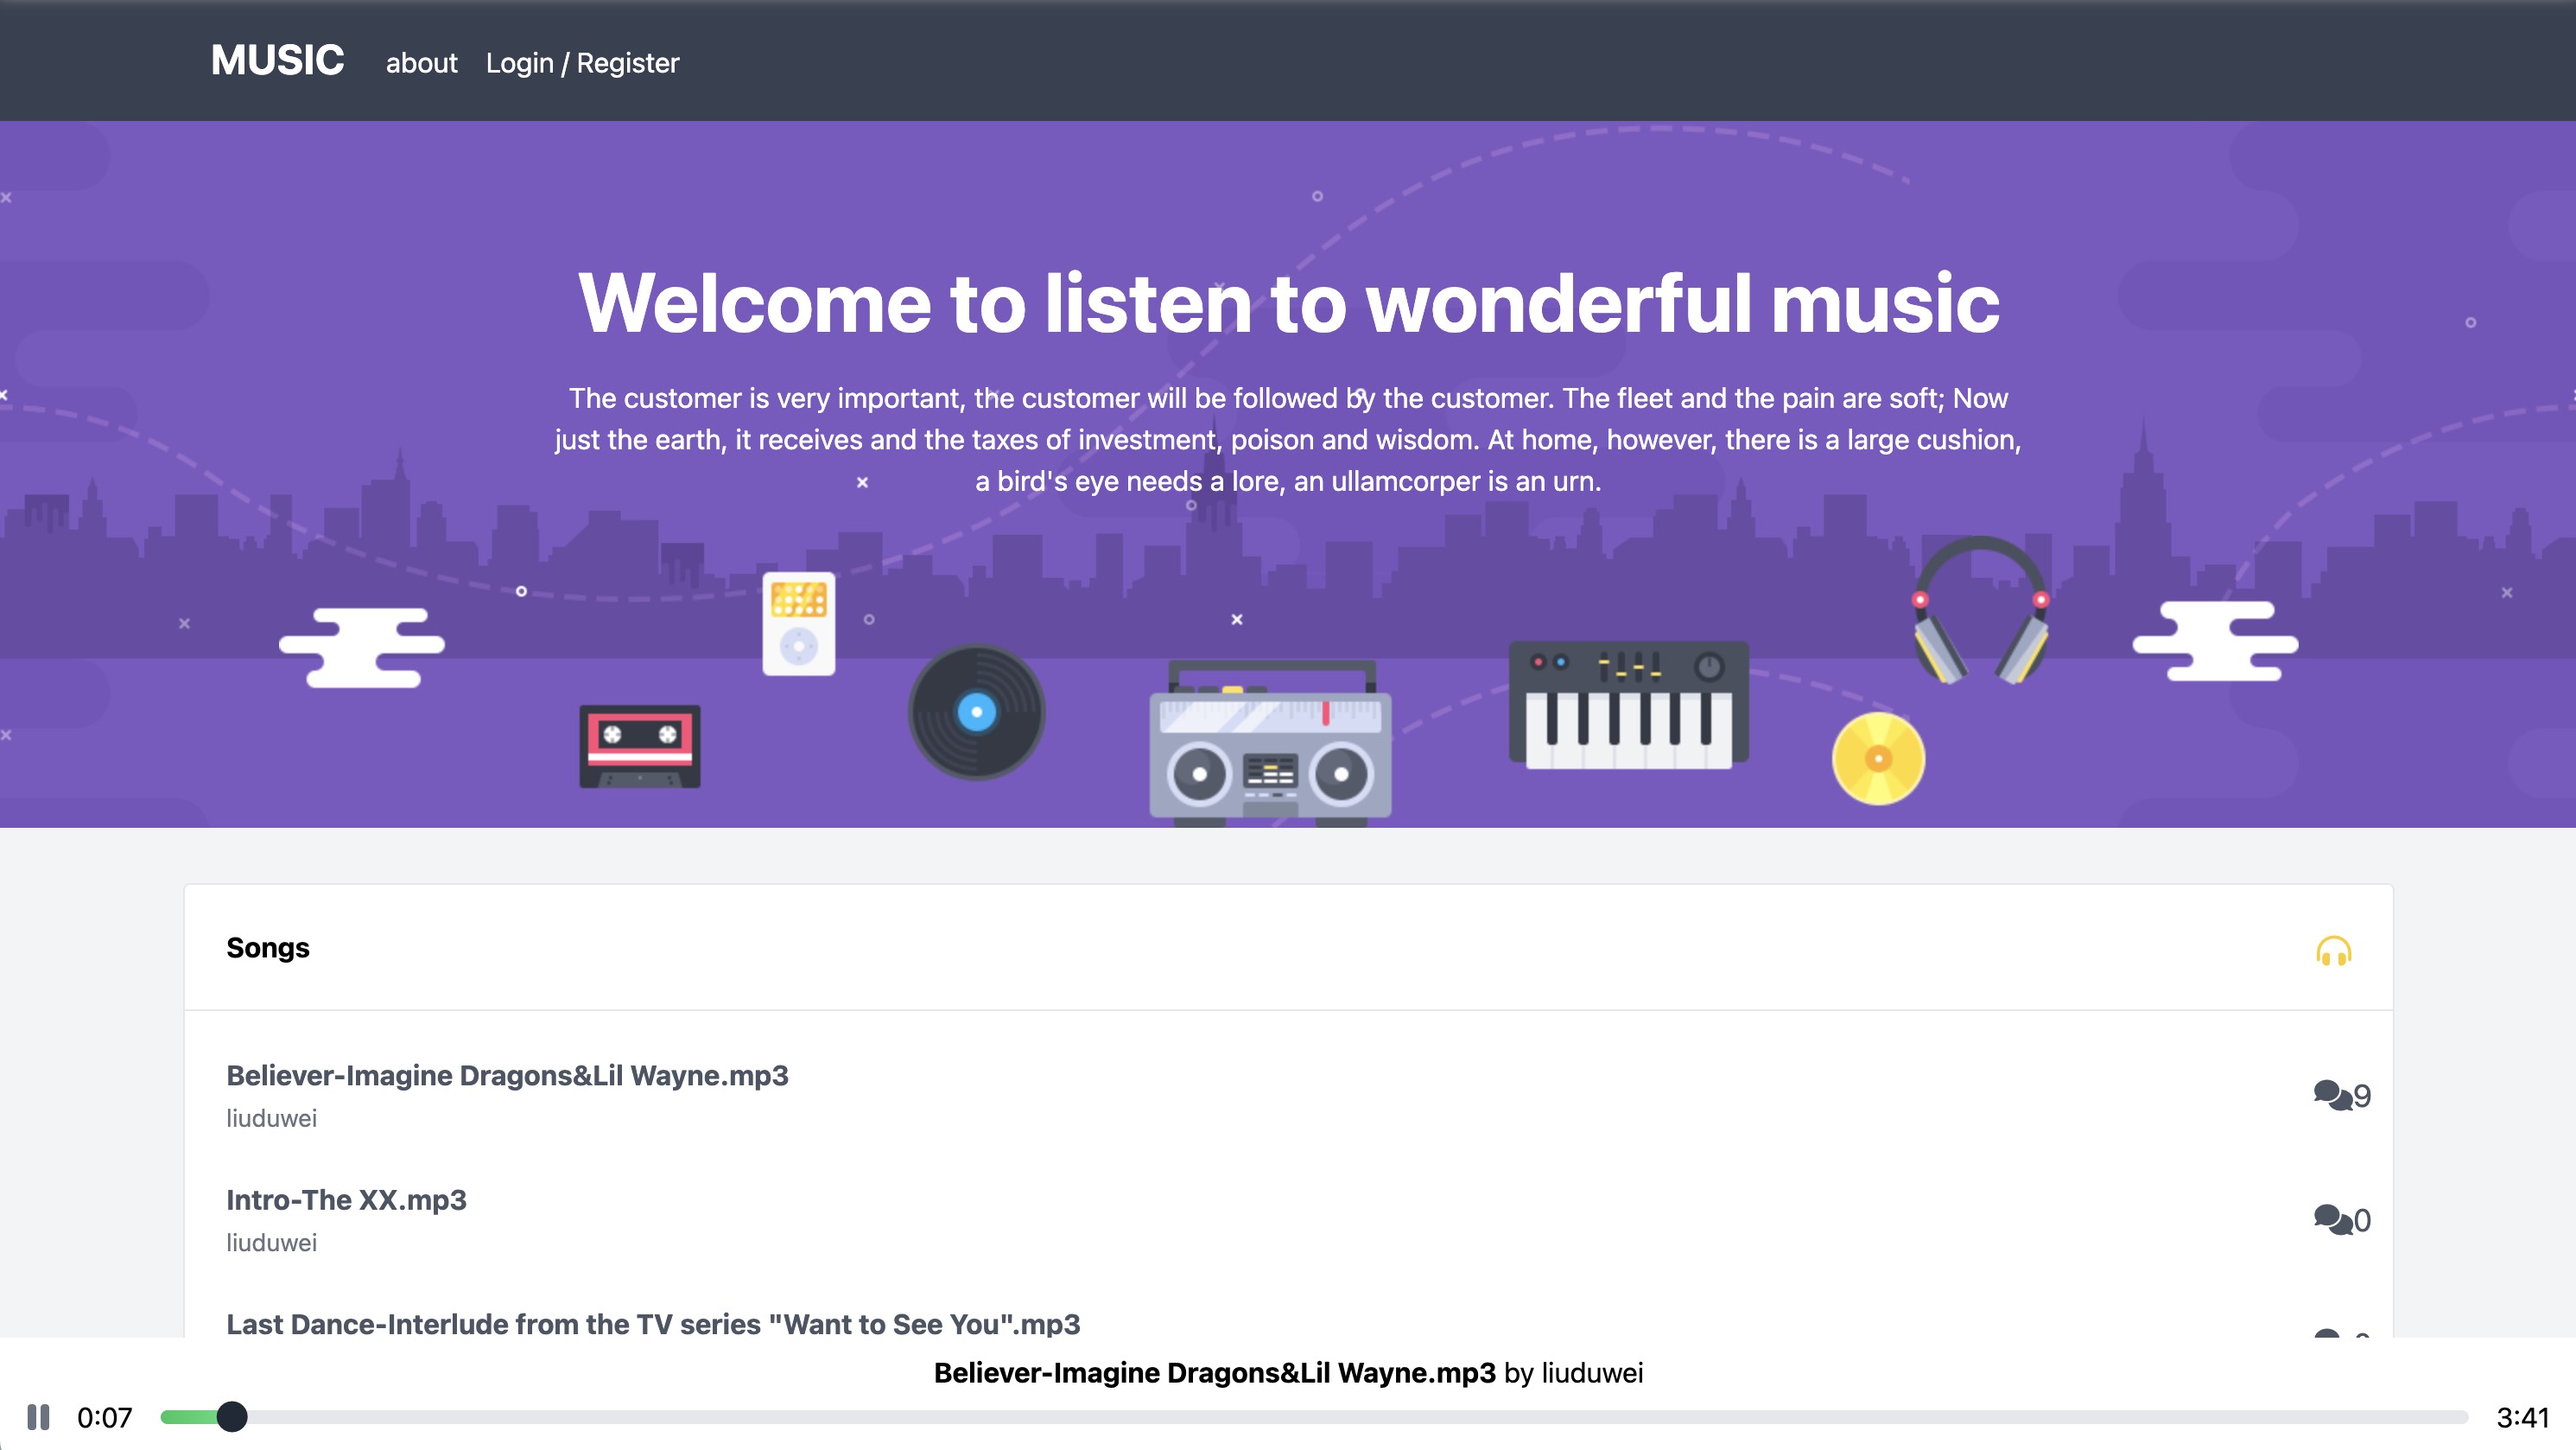 MUSIC about Login / Register
Welcome to listen to wonderful music
The customer is very important, the customer will be followed by the customer. The fleet and the pain are soft; Now
just the earth, it receives and the taxes of investment, poison and wisdom. At home, however, there is a large cushion,
a bird's eye needs a lore, an ullamcorper is an urn.
Songs
Believer-Imagine Dragons&Lil Wayne.mp3
liuduwei
9
Intro-The XX.mp3
liuduwei
0
Last Dance-Interlude from the TV series "Want to See You".mp3
Believer-Imagine Dragons&Lil Wayne.mp3 by liuduwei
0:07
3:41